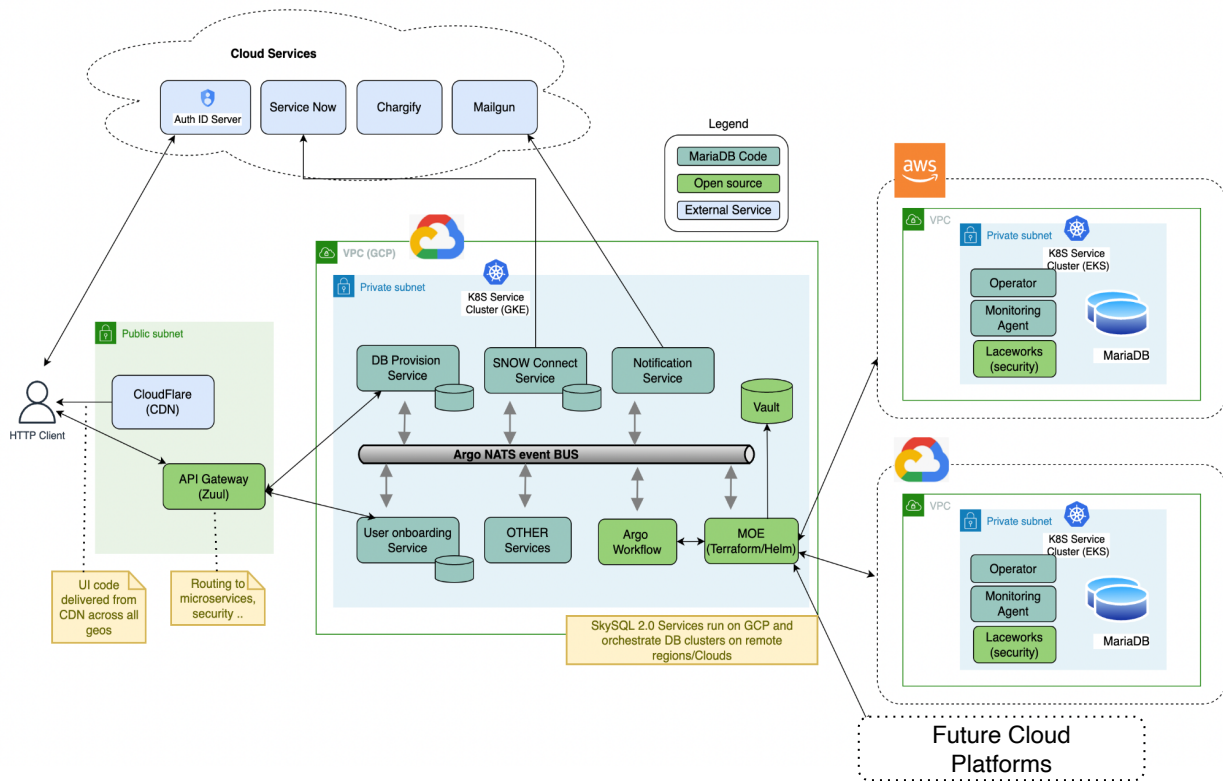 Cloud Services
Auth ID Server
Service Now
Chargify
Mailgun
Legend
MariaDB Code
Open source
External Service
aws
VPC
Private subnet
K8S Service
Cluster (EKS)
Operator
Monitoring
Agent
Laceworks
(security)
MariaDB
VPC (GCP)
Private subnet
K8S Service
Cluster (GKE)
Public subnet
CloudFlare
(CDN)
HTTP Client
API Gateway
(Zuul)
DB Provision
Service
SNOW Connect
Service
Notification
Service
Vault
Argo NATS event BUS
User onboarding
Service
OTHER
Services
Argo
Workflow
MOE
(Terraform/Helm)
UI code
delivered from
CDN across all
geos
Routing to
microservices,
security ..
SkySQL 2.0 Services run on GCP and
orchestrate DB clusters on remote
regions/Clouds
VPC
Private subnet
K8S Service
Cluster (EKS)
Operator
Monitoring
Agent
Laceworks
(security)
MariaDB
Future Cloud
Platforms